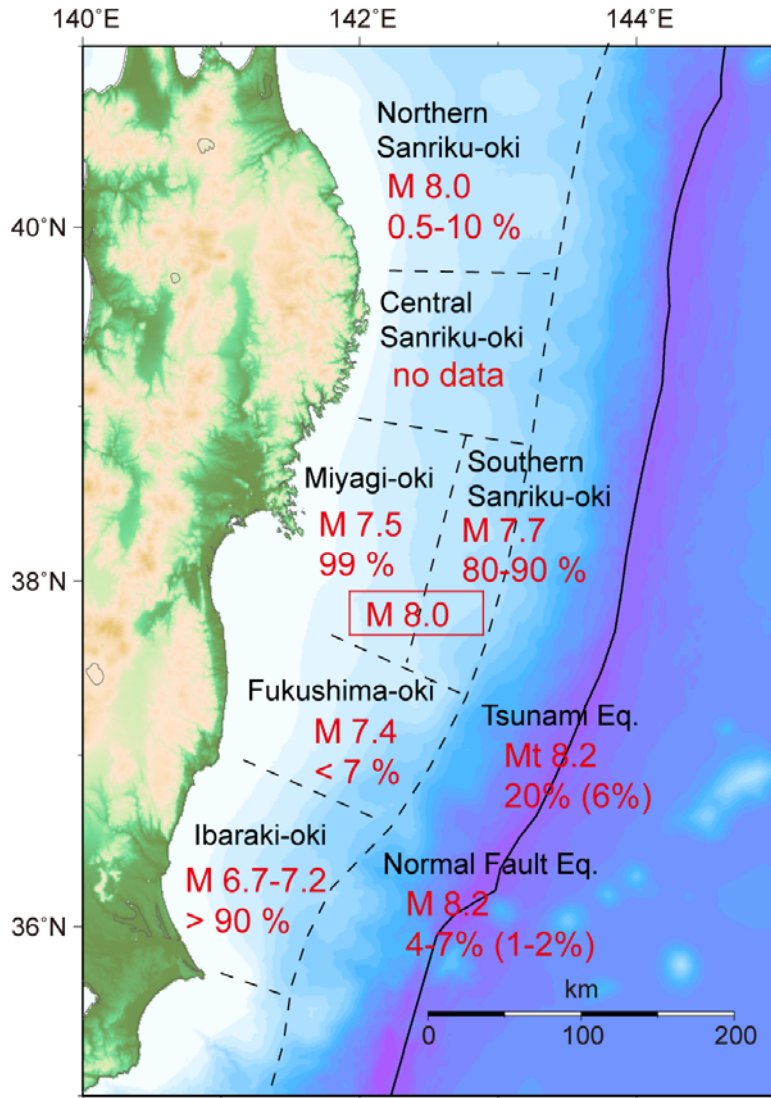 140°E
142°E
144°E
Northern
Sanriku-oki
M 8.0
0.5-10 %
40°N
Central
Sanriku-oki
no data
Miyagi-oki
M 7.5
99 %
Southern
Sanriku-oki
M 7.7
80-90 %
38°N
M 8.0
Fukushima-oki
M 7.4
< 7 %
Tsunami Eq.
Mt 8.2
20% (6%)
Ibaraki-oki
M 6.7-7.2
> 90 %
Normal Fault Eq.
M 8.2
4-7% (1-2%)
36°N
km
0
100
200